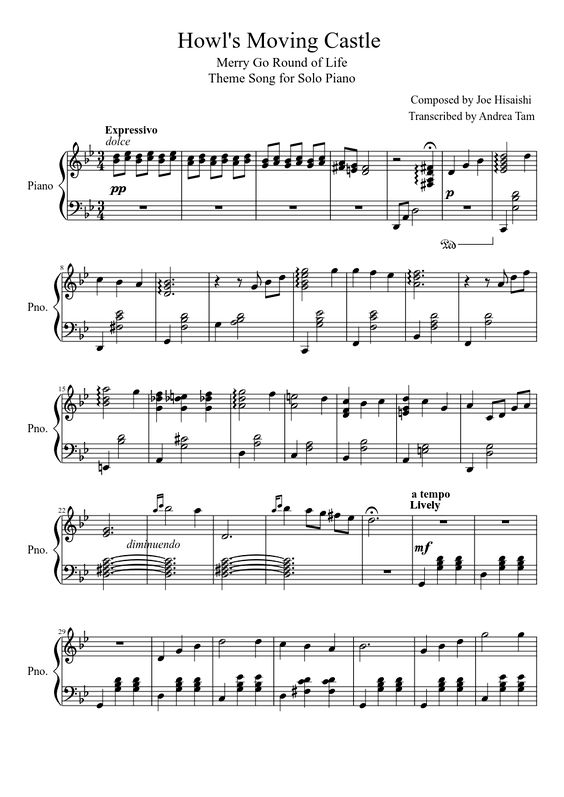 Howl's Moving Castle
Merry Go Round of Life
Theme Song for Solo Piano
Composed by Joe Hisaishi
Transcribed by Andrea Tam
Expressivo
dolce
Piano
pp
p
8
Pno.
15
Pno.
22
diminuendo
a tempo
Lively
Pno.
mf
29
Pno.